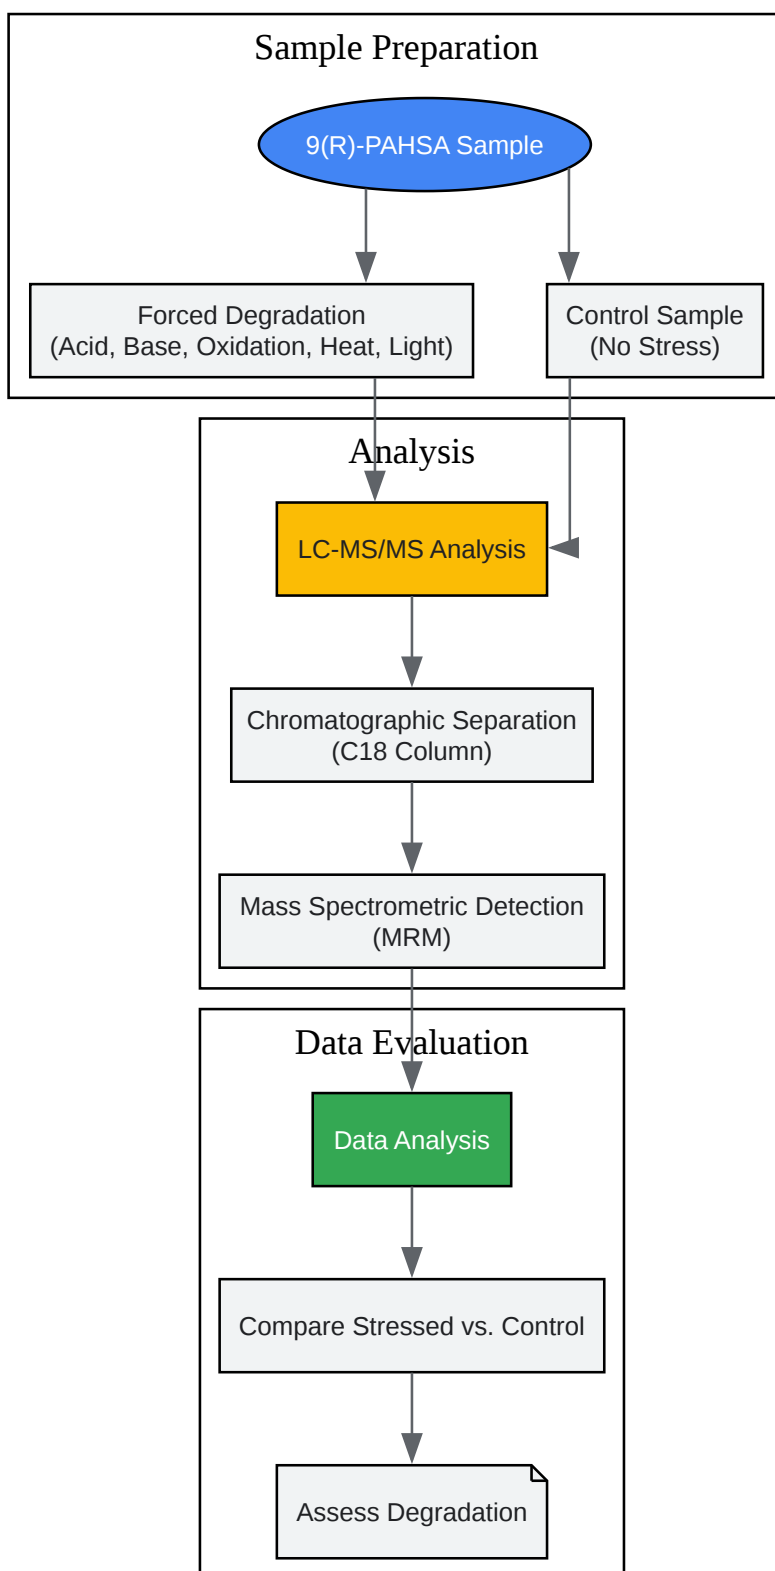 Sample Preparation
9(R)-PAHSA Sample
Forced Degradation
(Acid, Base, Oxidation, Heat, Light)
Control Sample
(No Stress)
Analysis
LC-MS/MS Analysis
Chromatographic Separation
(C18 Column)
Mass Spectrometric Detection
(MRM)
Data Evaluation
Data Analysis
Compare Stressed vs. Control
Assess Degradation